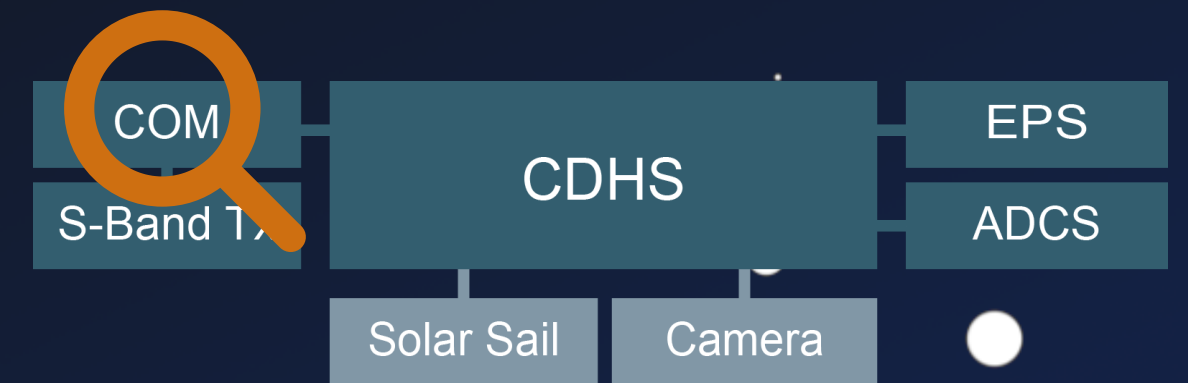 COM
CDHS
EPS
S-Band TX
ADCS
Solar Sail
Camera